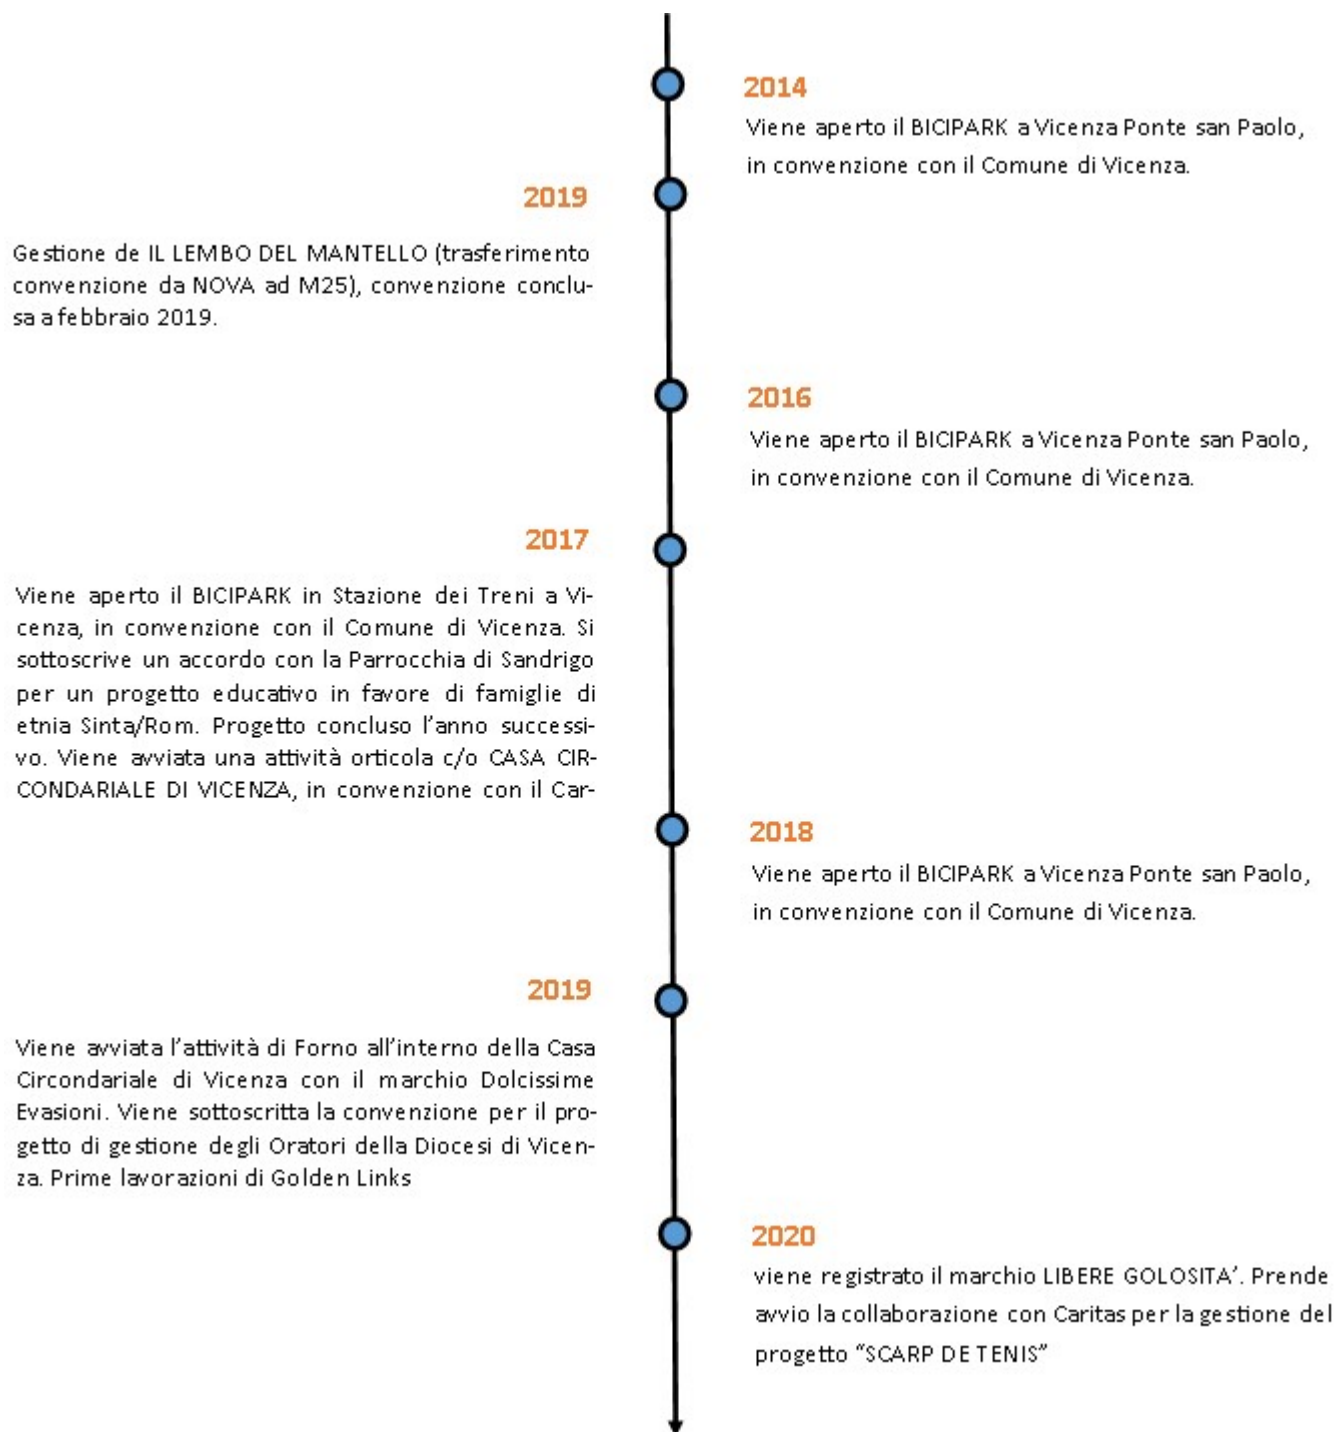 2014
Viene aperto il BICIPARK a Vicenza Ponte san Paolo,
in convenzione con il Comune di Vicenza.
2019
Gestione de IL LEMBO DEL MANTELLO (trasferimento
convenzione da NOVA ad M25), convenzione conclu-
sa a febbraio 2019.
2016
Viene aperto il BICIPARK a Vicenza Ponte san Paolo,
in convenzione con il Comune di Vicenza.
2017
Viene aperto il BICIPARK in Stazione dei Treni a Vi-
cenza, in convenzione con il Comune di Vicenza. Si
sottoscrive un accordo con la Parrocchia di Sandrigo
per un progetto educativo in favore di famiglie di
etnia Sinta/Rom. Progetto concluso l’anno successi-
vo. Viene avviata una attività orticola c/o CASA CIR-
CONDARIALE DI VICENZA, in convenzione con il Car-
2018
Viene aperto il BICIPARK a Vicenza Ponte san Paolo,
in convenzione con il Comune di Vicenza.
2019
Viene avviata l’attività di Forno all’interno della Casa
Circondariale di Vicenza con il marchio Dolcissime
Evasioni. Viene sottoscritta la convenzione per il pro-
getto di gestione degli Oratori della Diocesi di Vicen-
za. Prime lavorazioni di Golden Links
2020
viene registrato il marchio LIBERE GOLOSITA’. Prende
avvio la collaborazione con Caritas per la gestione del
progetto “SCARP DE TENIS”